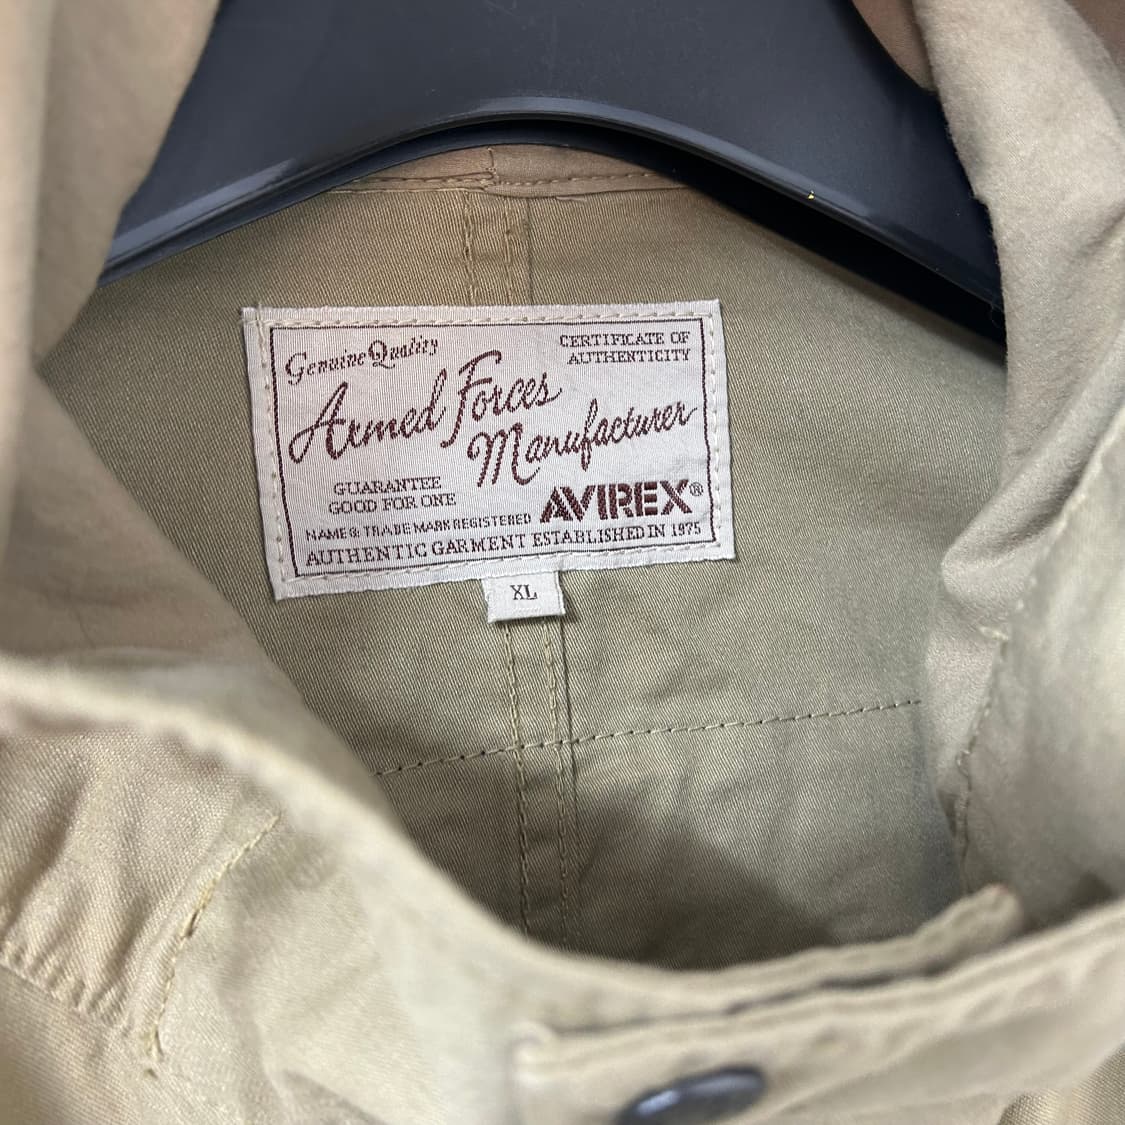 Genuine Quality
CERTIFICATE OF
AUTHENTICITY
Armed Forces
Manufacturer
GUARANTEE
GOOD FOR ONE
AVIREX®
NAME & TRADE MARK REGISTERED
AUTHENTIC GARMENT ESTABLISHED IN 1975
XL